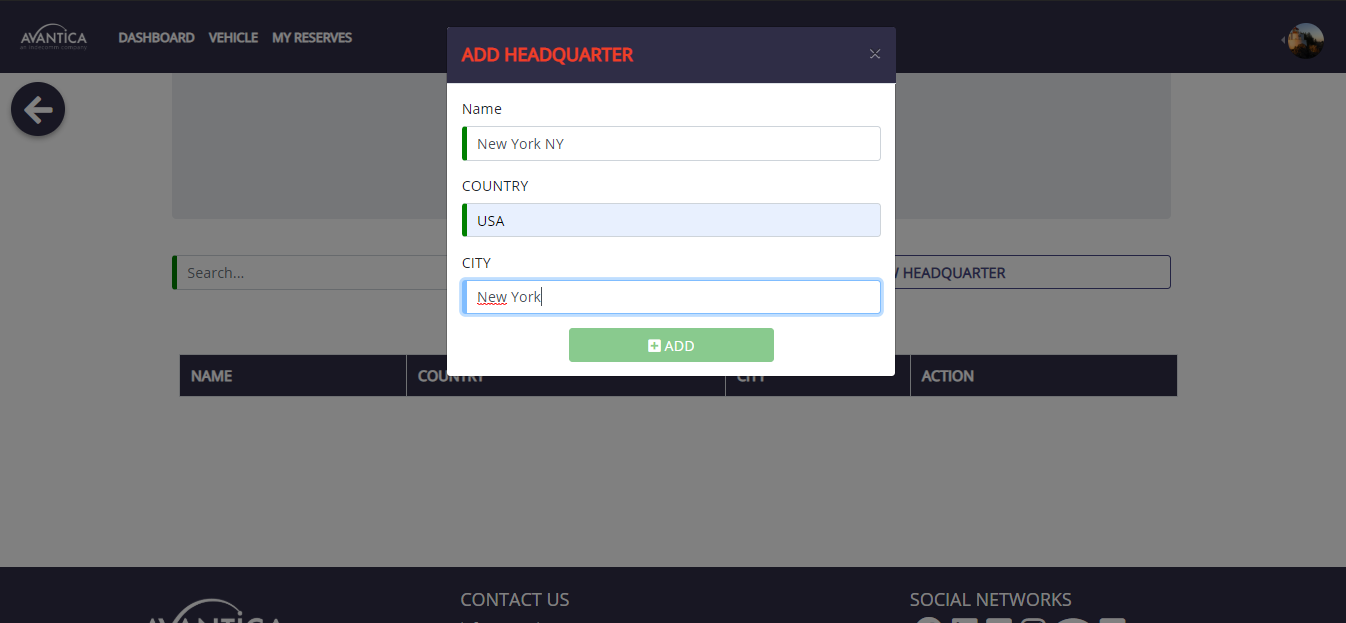 AVANTICA
DASHBOARD VEHICLE MY RESERVES
ADD HEADQUARTER
Name
New York NY
COUNTRY
USA
Search...
HEADQUARTER
CITY
New York
ADD
NAME
COUNTRY
CITY
ACTION
AVANTICA
CONTACT US
SOCIAL NETWORKS